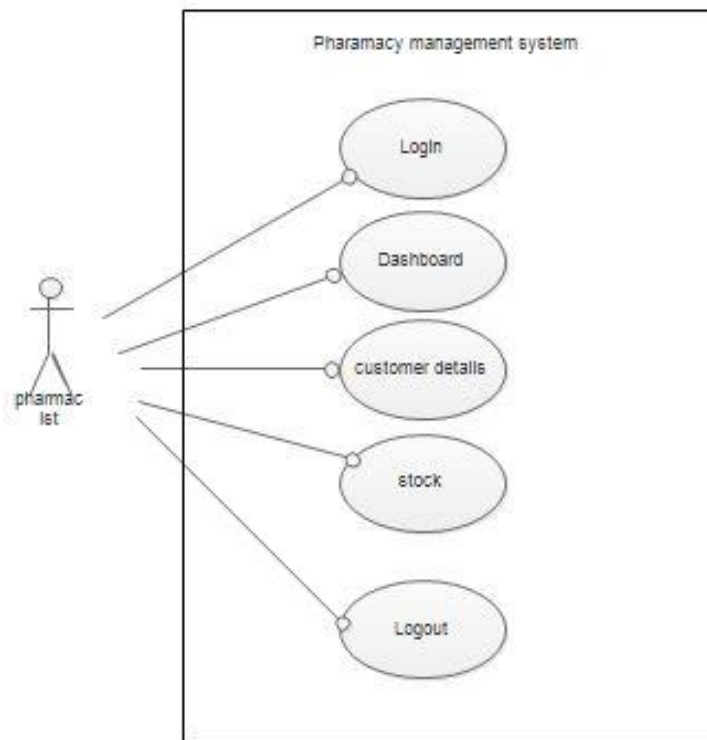 Pharamacy management system
Login
Dashboard
customer details
pharmac
ist
stock
Logout